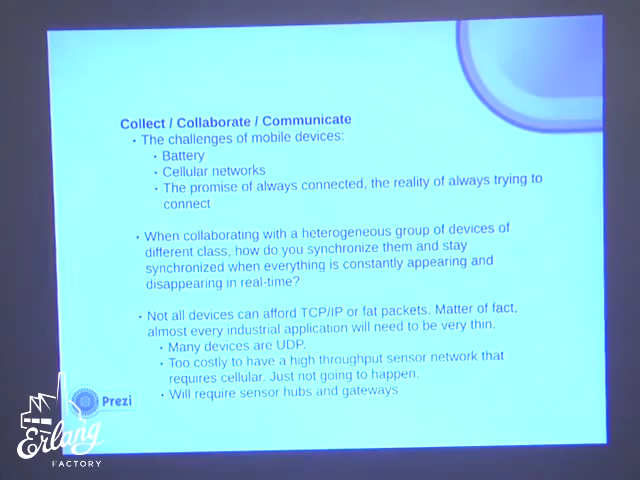 Collect / Collaborate / Communicate
• The challenges of mobile devices:
• Battery
• Cellular networks
• The promise of always connected, the reality of always trying to
connect
• When collaborating with a heterogeneous group of devices of
different class, how do you synchronize them and stay
synchronized when everything is constantly appearing and
disappearing in real-time?
• Not all devices can afford TCP/IP or fat packets. Matter of fact,
almost every industrial application will need to be very thin.
• Many devices are UDP.
• Too costly to have a high throughput sensor network that
requires cellular. Just not going to happen.
• Will require sensor hubs and gateways
Prezi
Erlang
FACTORY